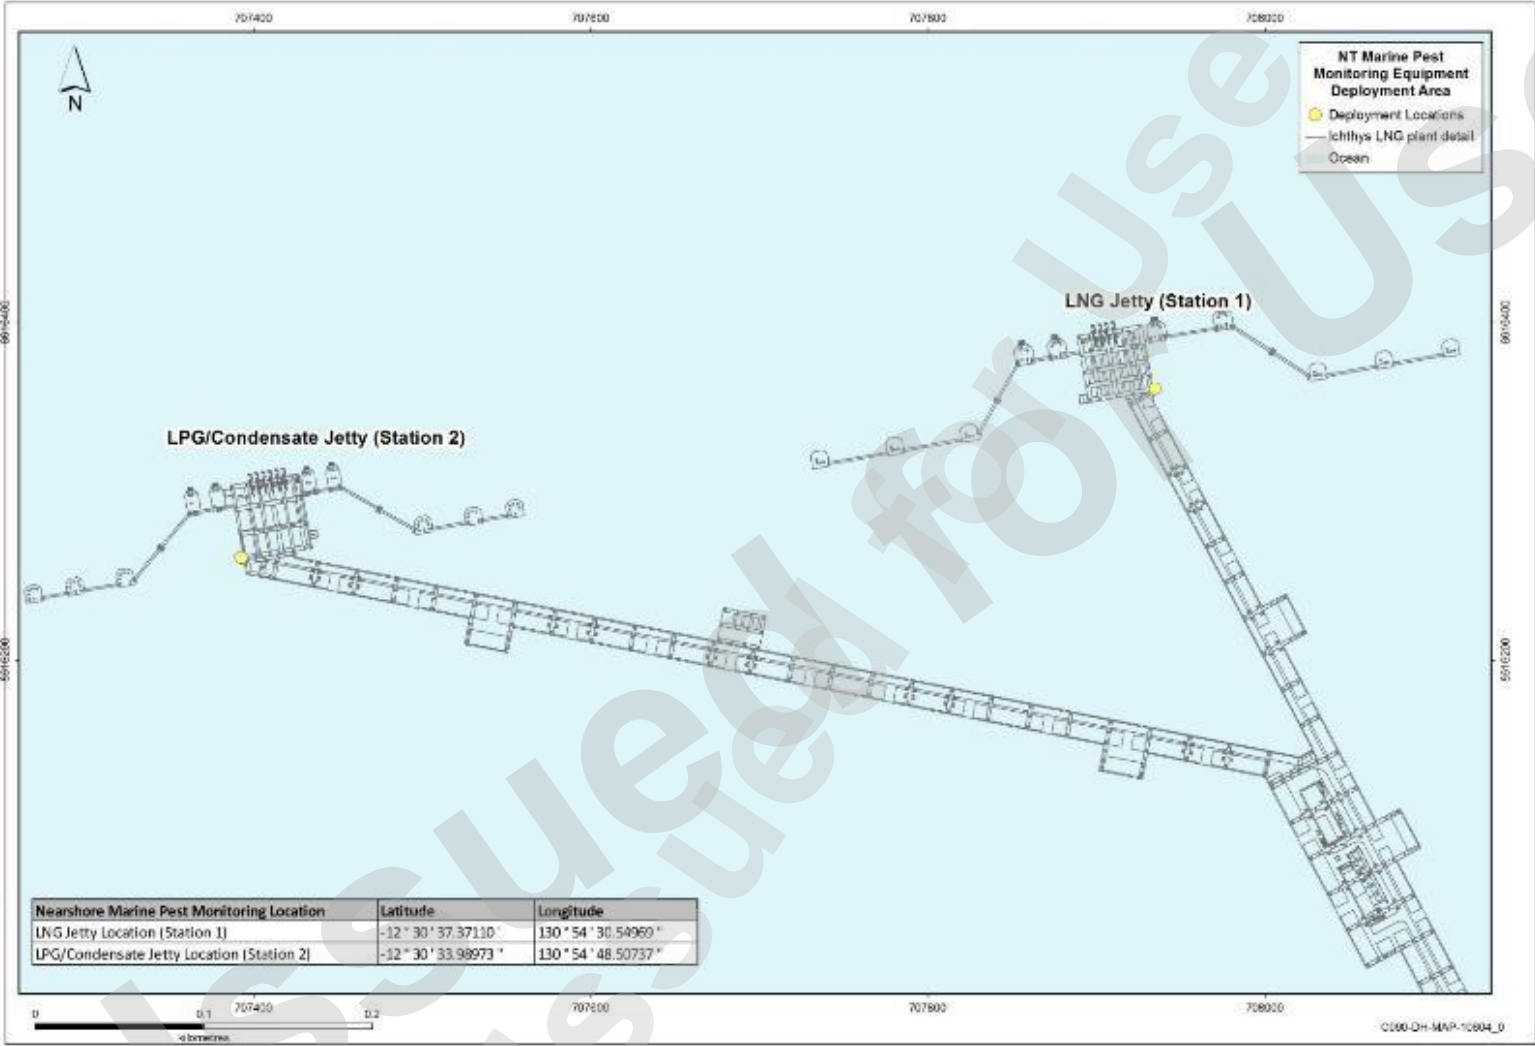 707400 707600 707800 708000
N
NT Marine Pest
Monitoring Equipment
Deployment Area
Deployment Locations
Ichthys LNG plant detail
Ocean
LNG Jetty (Station 1)
LPG/Condensate Jetty (Station 2)
Nearshore Marine Pest Monitoring Location Latitude Longitude
LNG Jetty Location (Station 1) -12 ° 30 ' 37.37110 130 ° 54 ' 30.54969 "
LPG/Condensate Jetty Location (Station 2) -12 ° 30 ' 33.98973 " 130 ° 54 ' 48.50737 "
707400 707600 707800 708000
0 0.1 0.2
kilometres
Issued for Use
Issued for Use